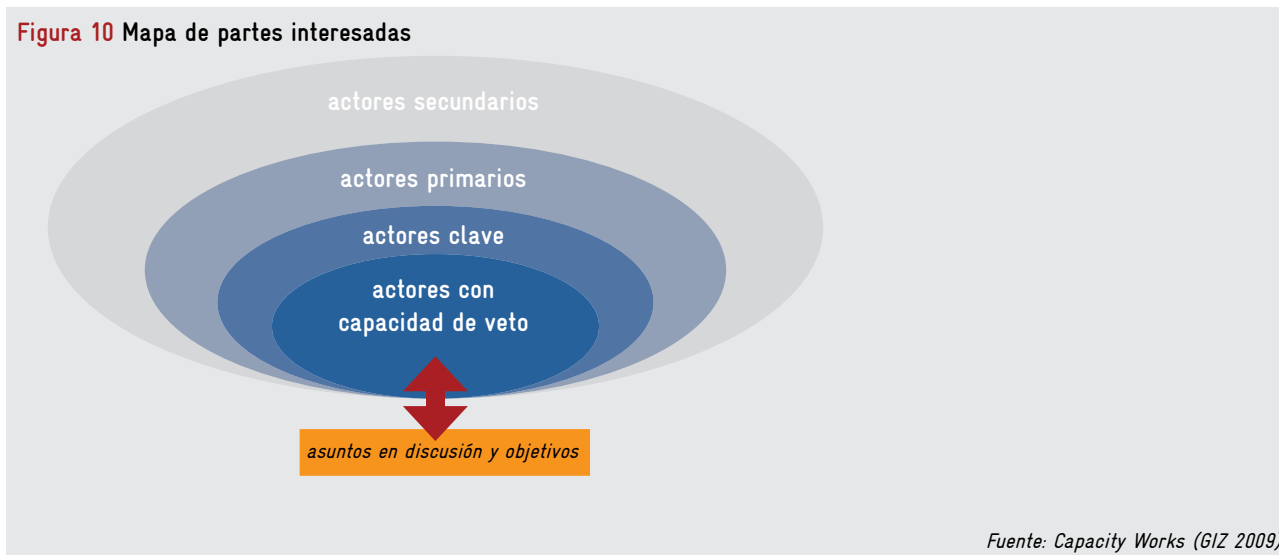 Figura 10 Mapa de partes interesadas
actores secundarios
actores primarios
actores clave
actores con
capacidad de veto
asuntos en discusión y objetivos
Fuente: Capacity Works (GIZ 2009)